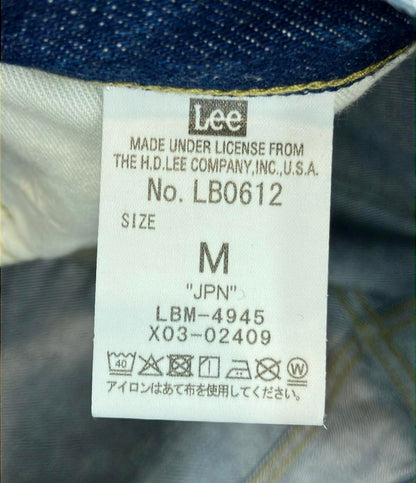 Lee
MADE UNDER LICENSE FROM
THE H.D.LEE COMPANY,INC.,U.S.A.
No. LB0612
SIZE
M
"JPN"
LBM-4945
X03-02409
40 W
アイロンはあて布を使用してください。